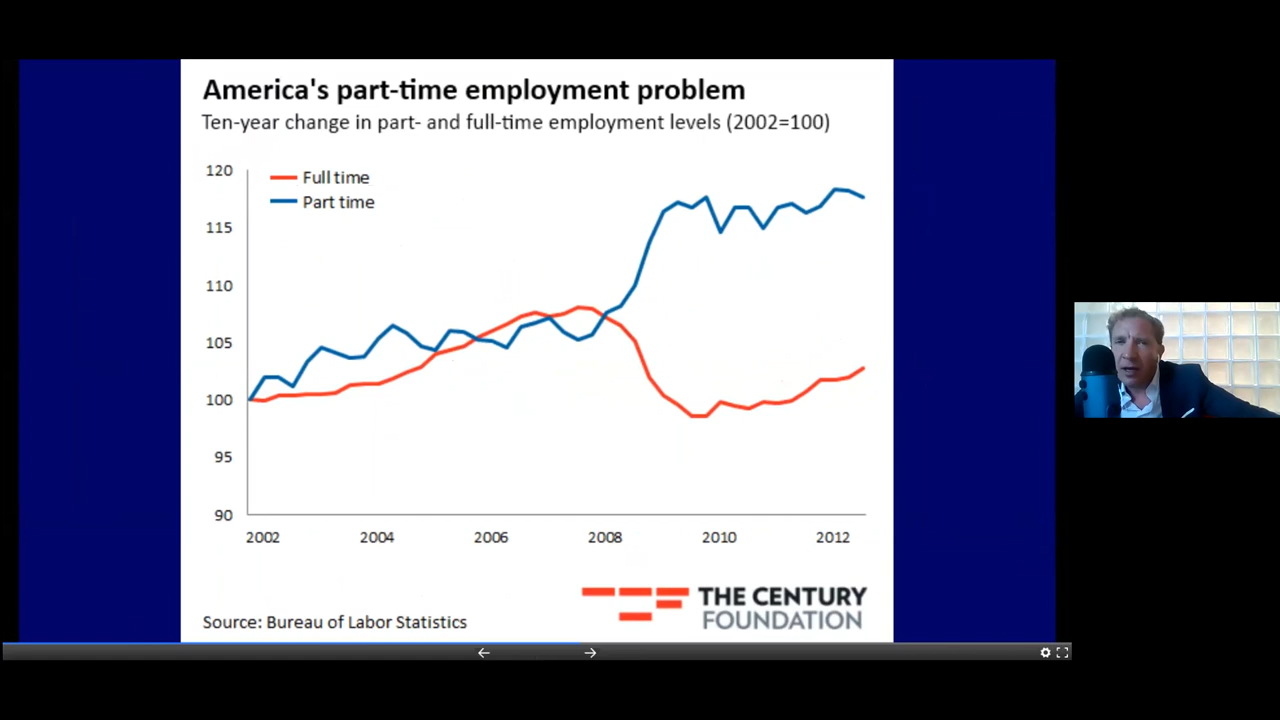 America's part-time employment problem
Ten-year change in part- and full-time employment levels (2002=100)
120
Full time
Part time
115
110
105
100
95
90
2002 2004 2006 2008 2010 2012
THE CENTURY
FOUNDATION
Source: Bureau of Labor Statistics